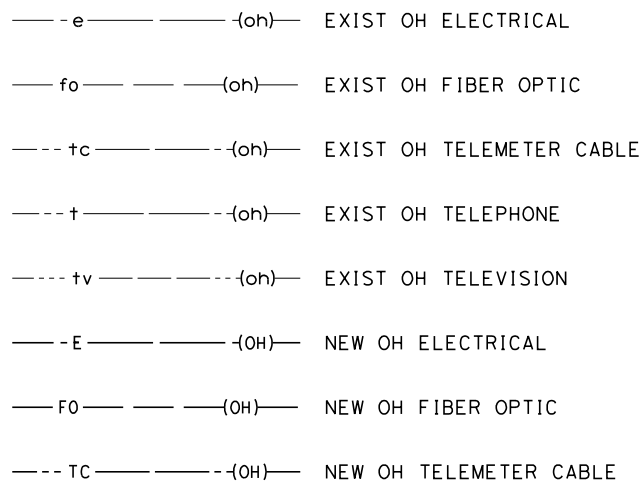 e (oh) EXIST OH ELECTRICAL
fo (oh) EXIST OH FIBER OPTIC
tc (oh) EXIST OH TELEMETER CABLE
t (oh) EXIST OH TELEPHONE
tv (oh) EXIST OH TELEVISION
E (OH) NEW OH ELECTRICAL
FO (OH) NEW OH FIBER OPTIC
TC (OH) NEW OH TELEMETER CABLE